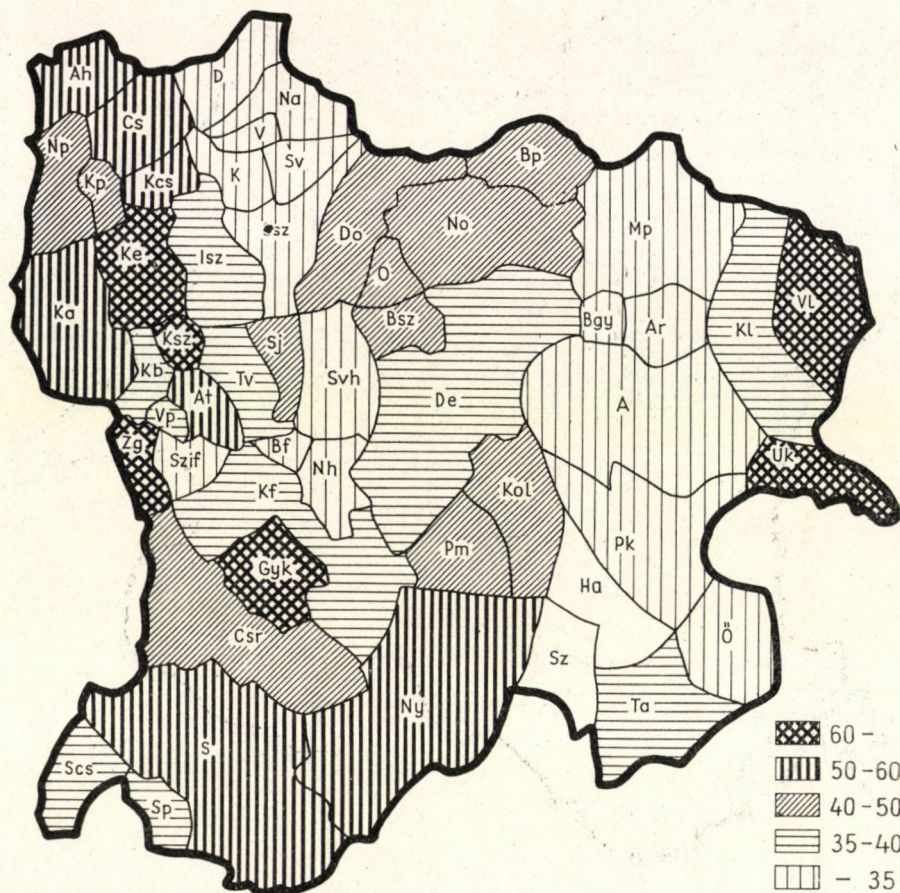 Ah
D
Na
Cs
V
Np
Bp
Sv
Kp
Kcs
K
Do
No
Mp
Ke
Isz
Ö
Vl
Ka
Bsz
Bgy
Ar
Kl
Ksz
Sj
Kb
Tv
Svh
De
At
A
Vp
Zg
Bf
Szif
Nh
Uk
Kf
Kol
Pk
Gyk
Pm
Ha
Csr
Ö
Sz
Ny
Ta
S
Scs
Sp
60 -
50-60
40-50
35-40
- 35